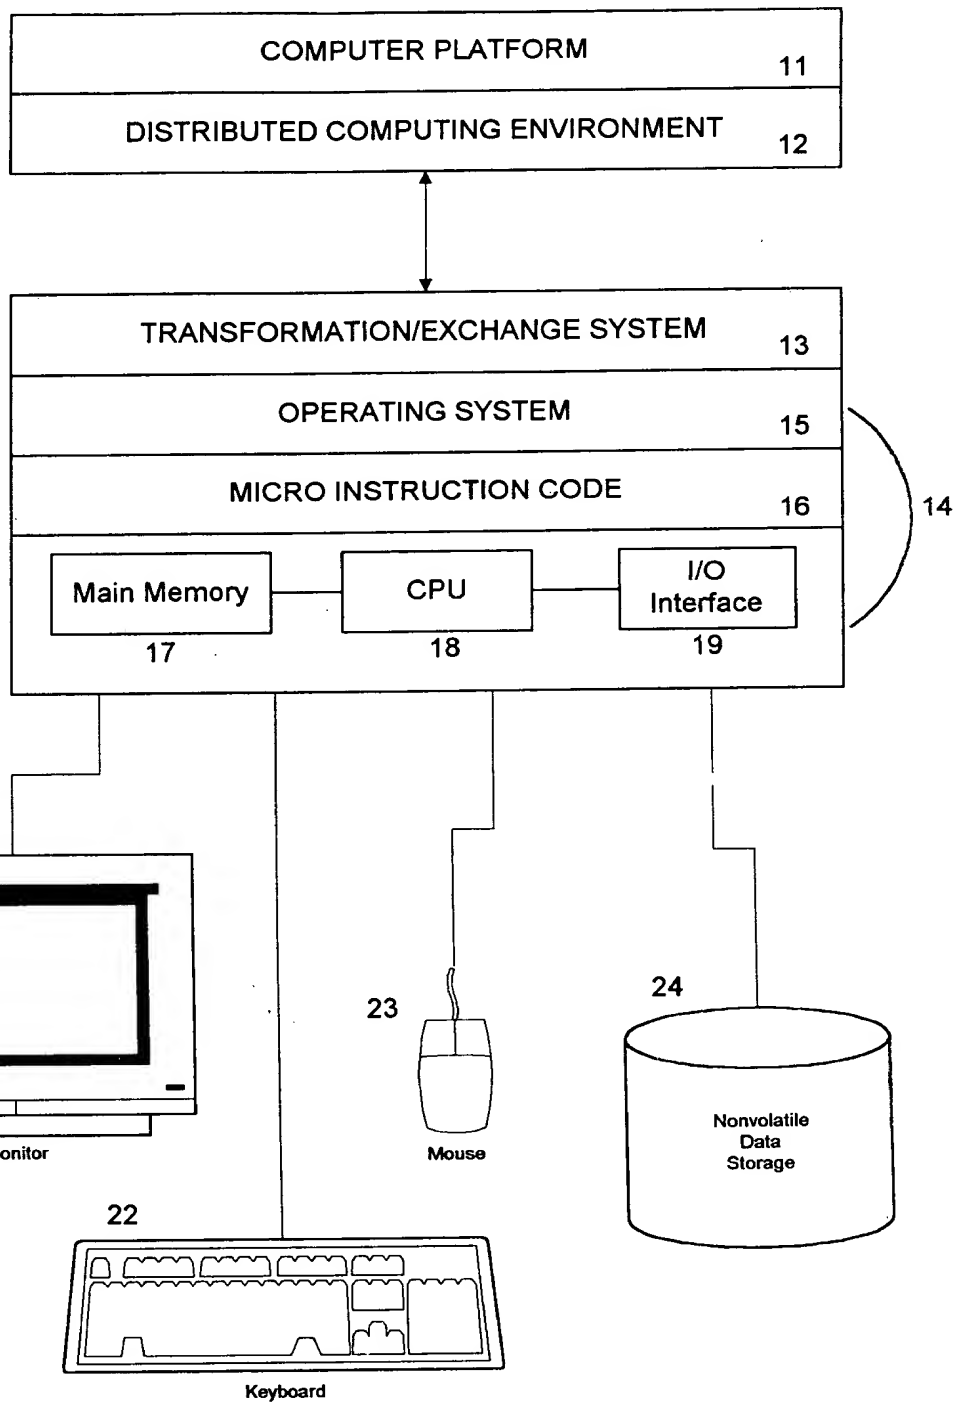 COMPUTER PLATFORM
11
DISTRIBUTED COMPUTING ENVIRONMENT
12
TRANSFORMATION/EXCHANGE SYSTEM
13
OPERATING SYSTEM
15
MICRO INSTRUCTION CODE
16
14
Main Memory
CPU
I/O
Interface
17
18
19
23
24
onitor
Mouse
Nonvolatile
Data
Storage
22
Keyboard